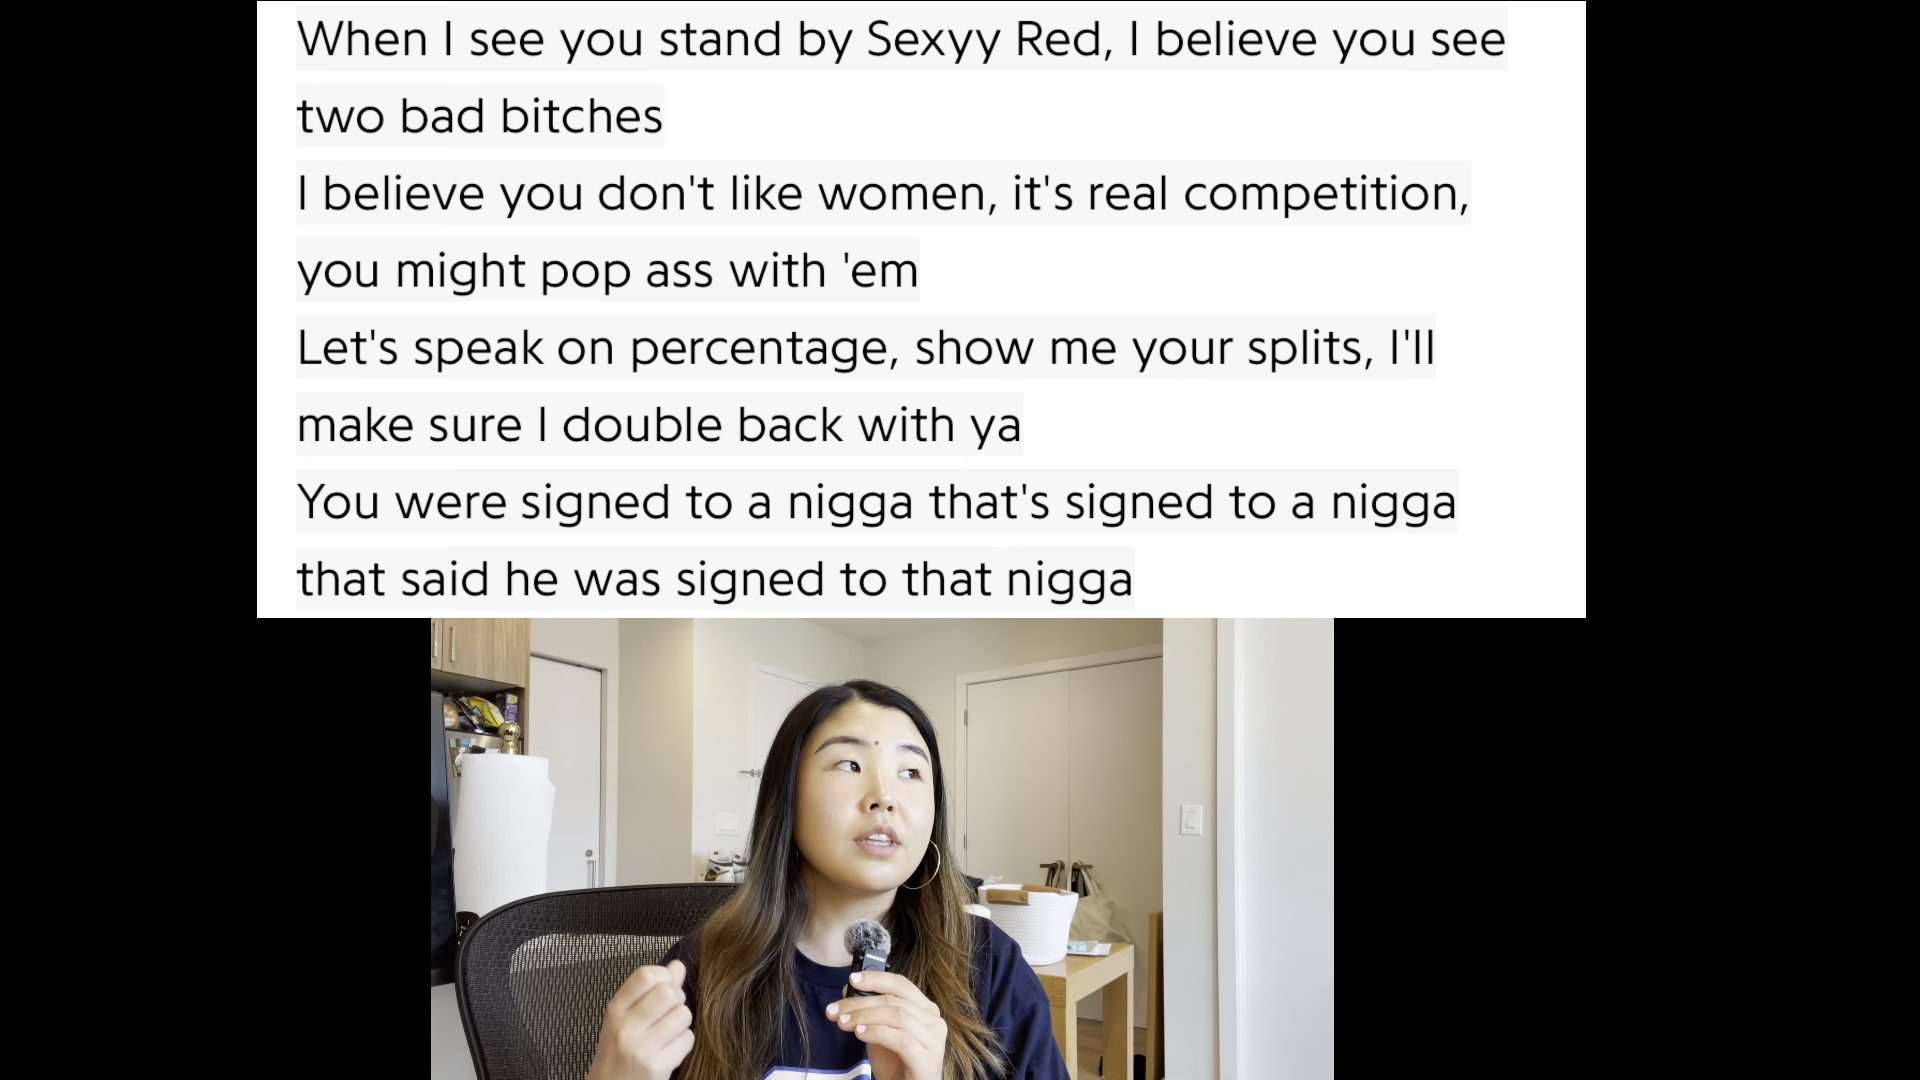 When I see you stand by Sexyy Red, I believe you see
two bad bitches
I believe you don't like women, it's real competition,
you might pop ass with 'em
Let's speak on percentage, show me your splits, I'll
make sure I double back with ya
You were signed to a nigga that's signed to a nigga
that said he was signed to that nigga